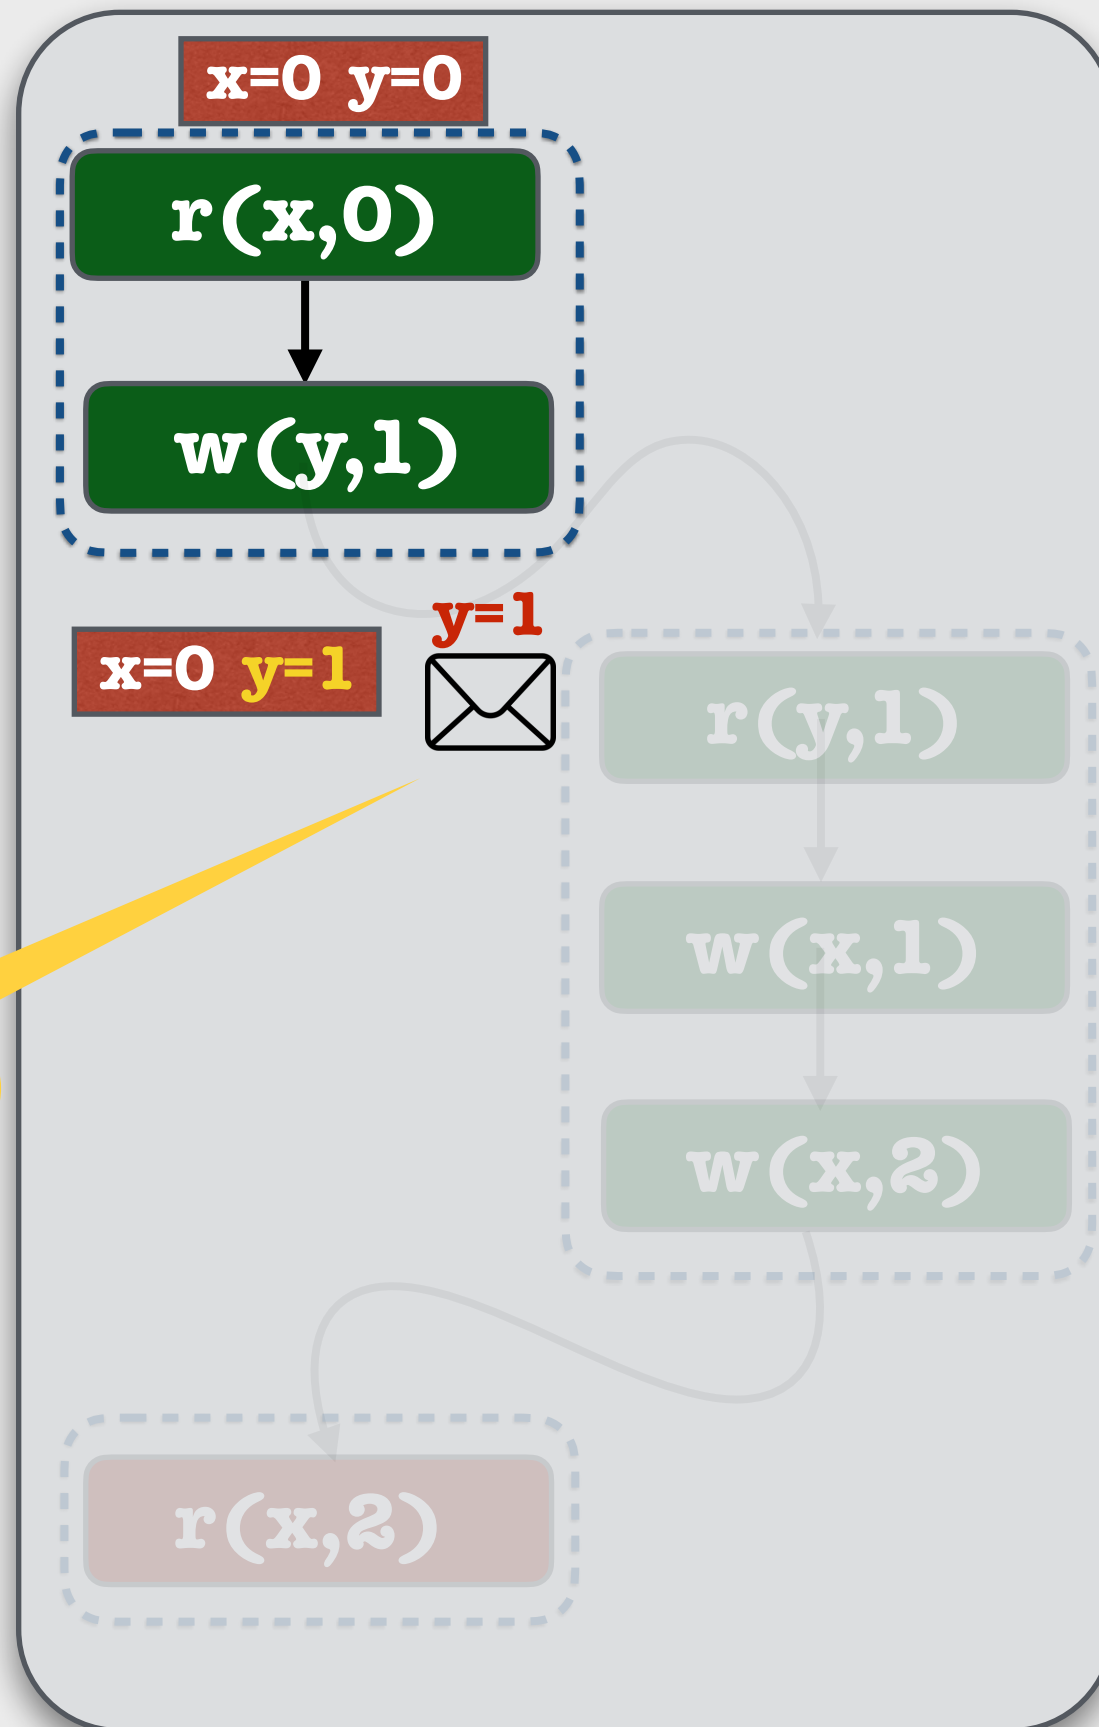 x=0 y=0
r(x,0)
w(y,1)
y=1
x=0 y=1
r(y,1)
w(x,1)
w(x,2)
r(x,2)